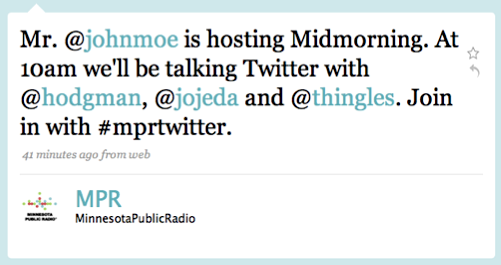 Mr. @johnmoe is hosting Midmorning. At
10am we'll be talking Twitter with
@hodgman, @jojeda and @thingles. Join
in with #mprtwitter.
41 minutes ago from web
MPR
MinnesotaPublicRadio
MINNESOTA
PUBLIC RADIO